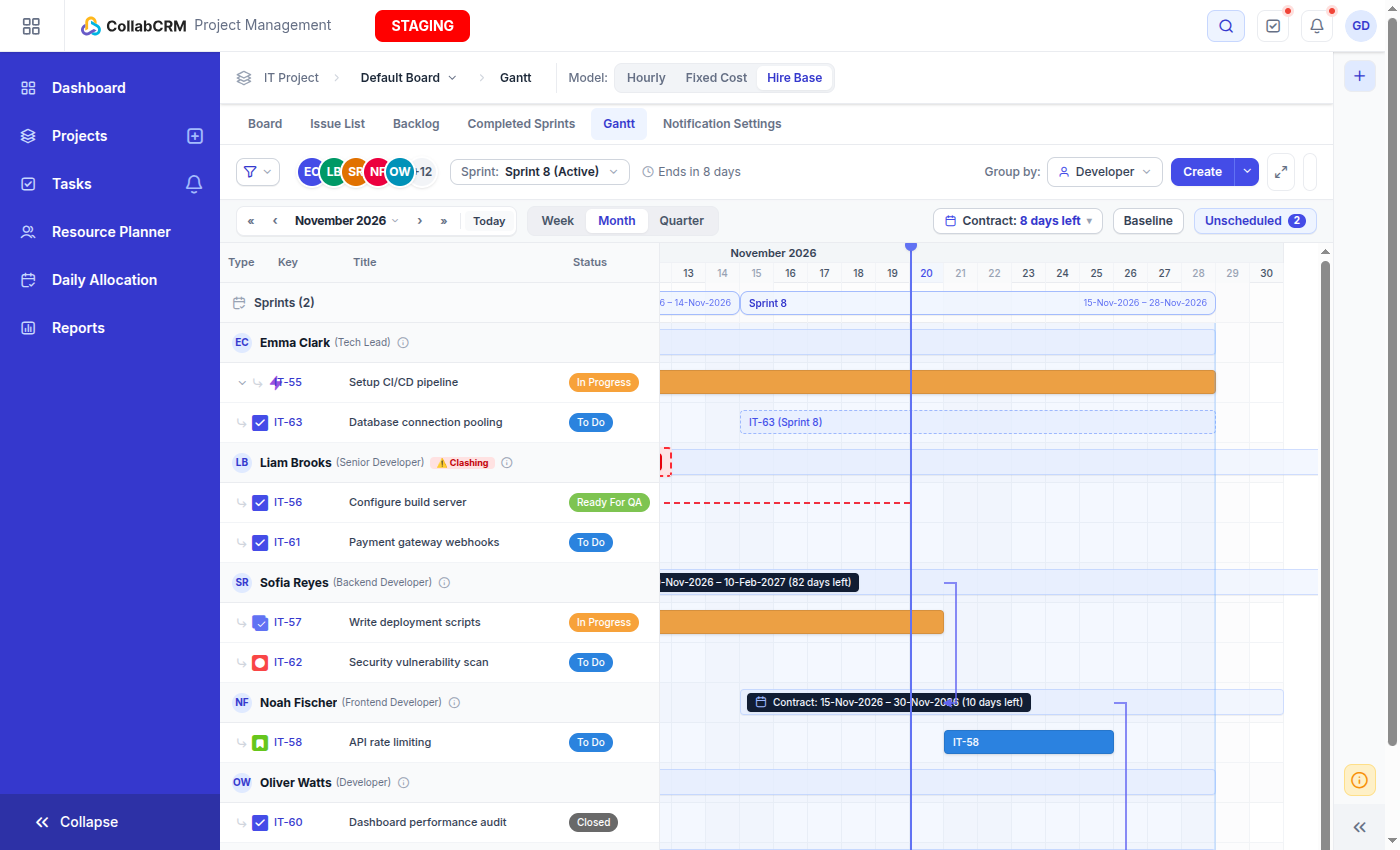 CollabCRM Project Management
STAGING
GD
Dashboard
Projects
Tasks
Resource Planner
Daily Allocation
Reports
Collapse
IT Project
Default Board
Gantt
Model:
Hourly
Fixed Cost
Hire Base
Board
Issue List
Backlog
Completed Sprints
Gantt
Notification Settings
SR
OW
+12
Sprint: Sprint 8 (Active)
Ends in 8 days
Group by:
Developer
Create
November 2026
Today
Week
Month
Quarter
Contract: 8 days left
Baseline
Unscheduled 2
Type Key Title Status
November 2026
13 14 15 16 17 18 19 20 21 22 23 24 25 26 27 28 29 30
Sprints (2)
6 – 14-Nov-2026
Sprint 8
15-Nov-2026 – 28-Nov-2026
EC Emma Clark (Tech Lead)
IT-55 Setup CI/CD pipeline In Progress
IT-63 Database connection pooling To Do
IT-63 (Sprint 8)
LB Liam Brooks (Senior Developer) Clashing
IT-56 Configure build server Ready For QA
IT-61 Payment gateway webhooks To Do
SR Sofia Reyes (Backend Developer)
-Nov-2026 – 10-Feb-2027 (82 days left)
IT-57 Write deployment scripts In Progress
IT-62 Security vulnerability scan To Do
NF Noah Fischer (Frontend Developer)
Contract: 15-Nov-2026 – 30-Nov-2026 (10 days left)
IT-58 API rate limiting To Do
IT-58
OW Oliver Watts (Developer)
IT-60 Dashboard performance audit Closed